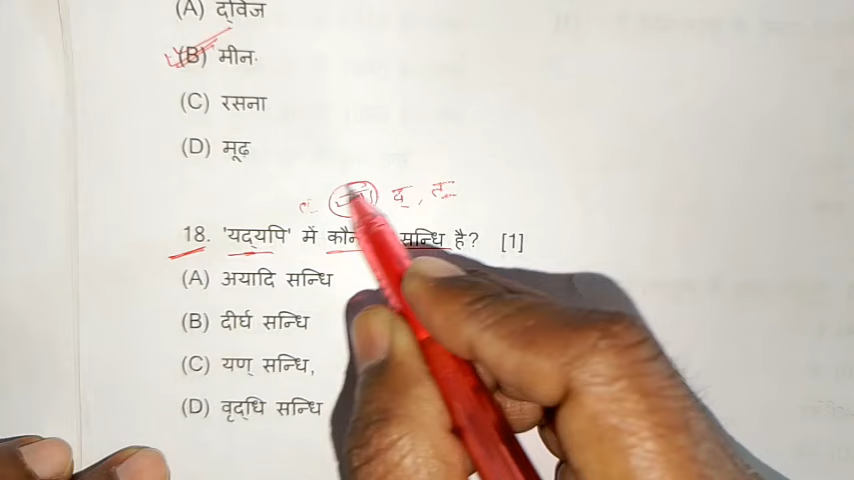 (A) द्विज
(B) मीन
(C) रसना
(D) मूढ़
द्, त्
18. 'यद्यपि' में सन्धि है? [1]
(A) अयादि सन्धि
(B) दीर्घ सन्धि
(C) यण् सन्धि,
(D) वृद्धि सन्धि